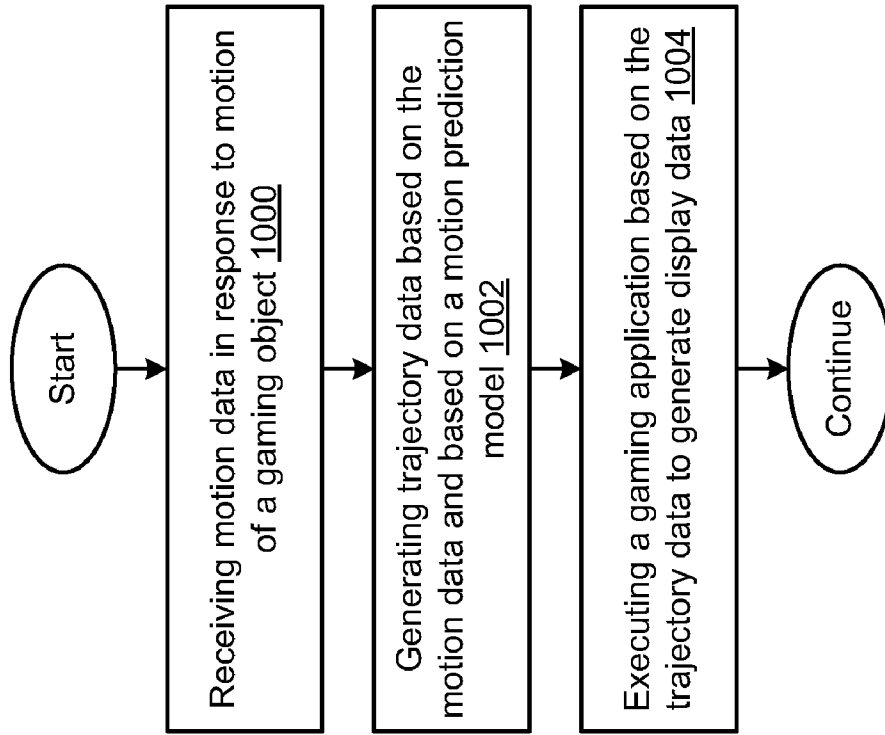 Start
Receiving motion data in response to motion
of a gaming object 1000
Generating trajectory data based on the
motion data and based on a motion prediction
model 1002
Executing a gaming application based on the
trajectory data to generate display data 1004
Continue